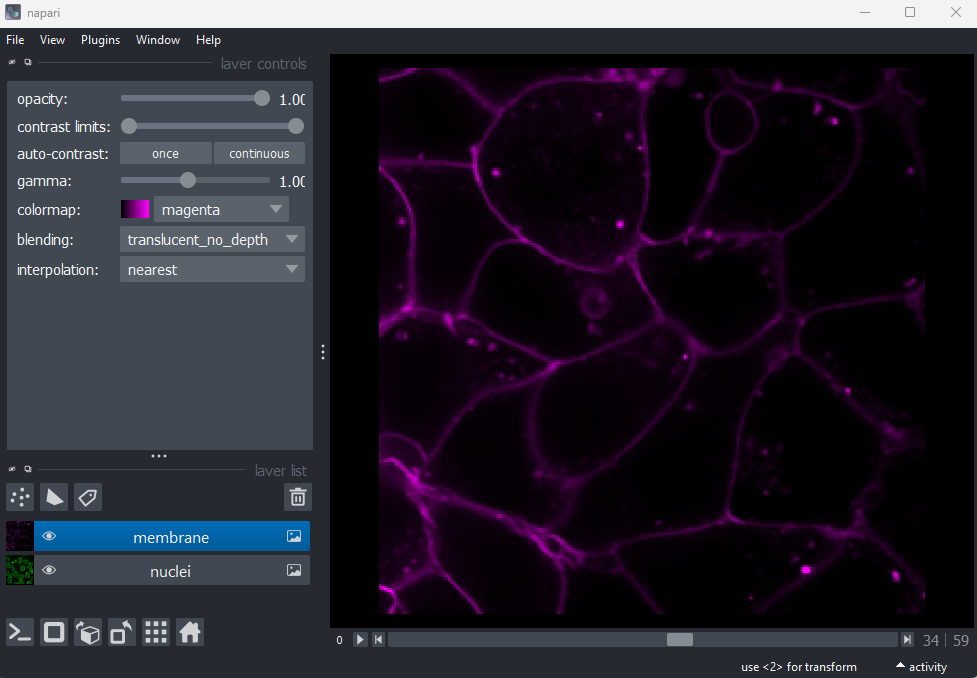 napari
File View Plugins Window Help
layer controls
opacity: 1.00
contrast limits:
auto-contrast: once continuous
gamma: 1.00
colormap: magenta
blending: translucent_no_depth
interpolation: nearest
layer list
membrane
nuclei
0 34 | 59
use <2> for transform activity